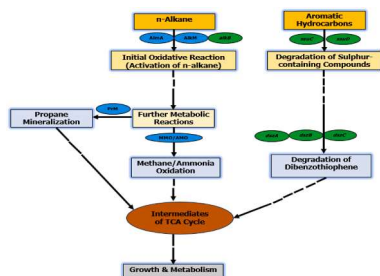 n-Alkane
Aromatic
Hydrocarbons
AlmA
AlkM
alkB
Initial Oxidative Reaction
(Activation of n-alkane)
Degradation of Sulphur-
containing Compounds
Propane
Mineralization
Further Metabolic
Reactions
Methane/Ammonia
Oxidation
Degradation of
Dibenzothiophene
Intermediates
of TCA Cycle
Growth & Metabolism